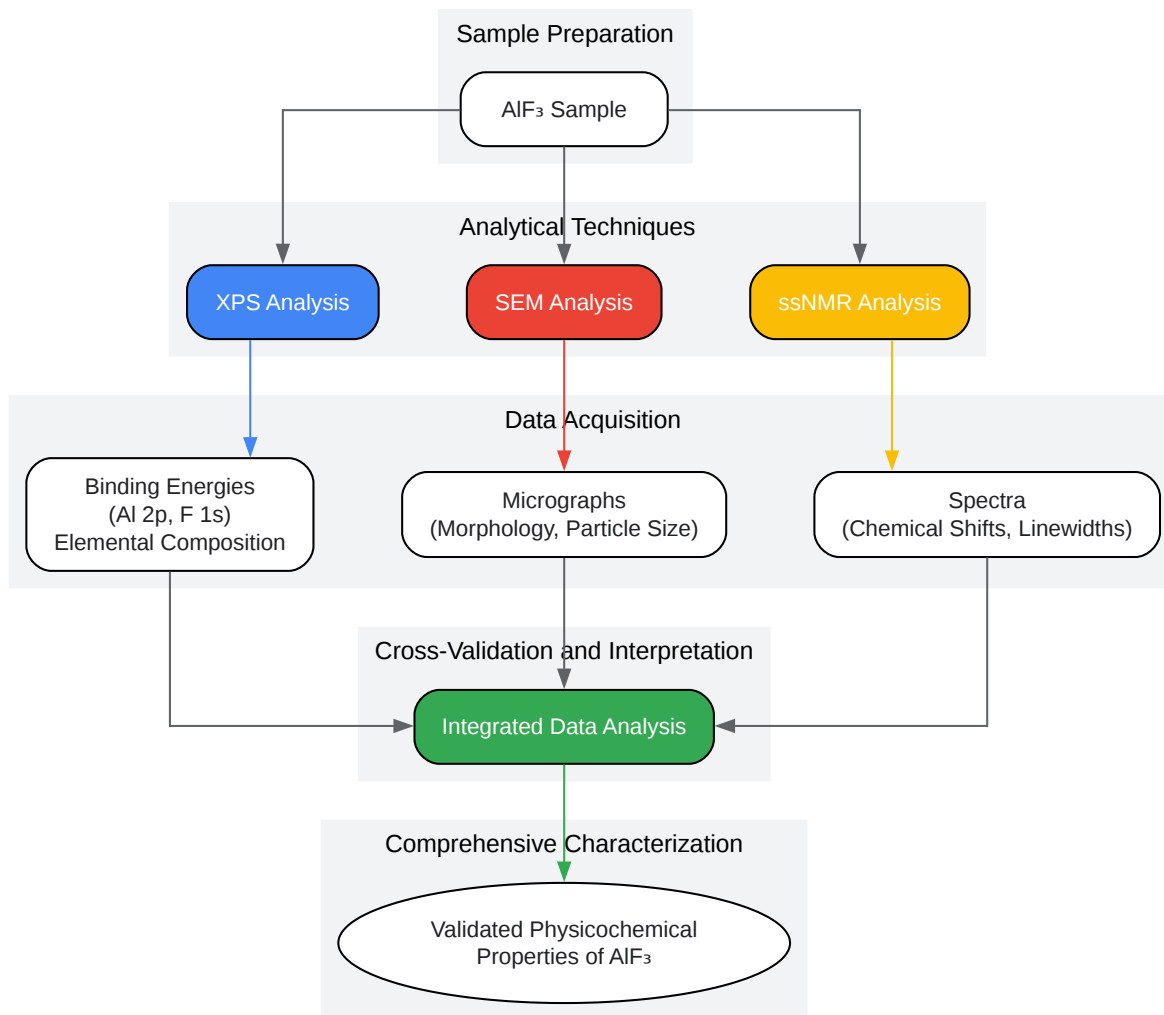 Sample Preparation
AlF₃ Sample
Analytical Techniques
XPS Analysis
SEM Analysis
ssNMR Analysis
Data Acquisition
Binding Energies
(Al 2p, F 1s)
Elemental Composition
Micrographs
(Morphology, Particle Size)
Spectra
(Chemical Shifts, Linewidths)
Cross-Validation and Interpretation
Integrated Data Analysis
Comprehensive Characterization
Validated Physicochemical
Properties of AlF₃